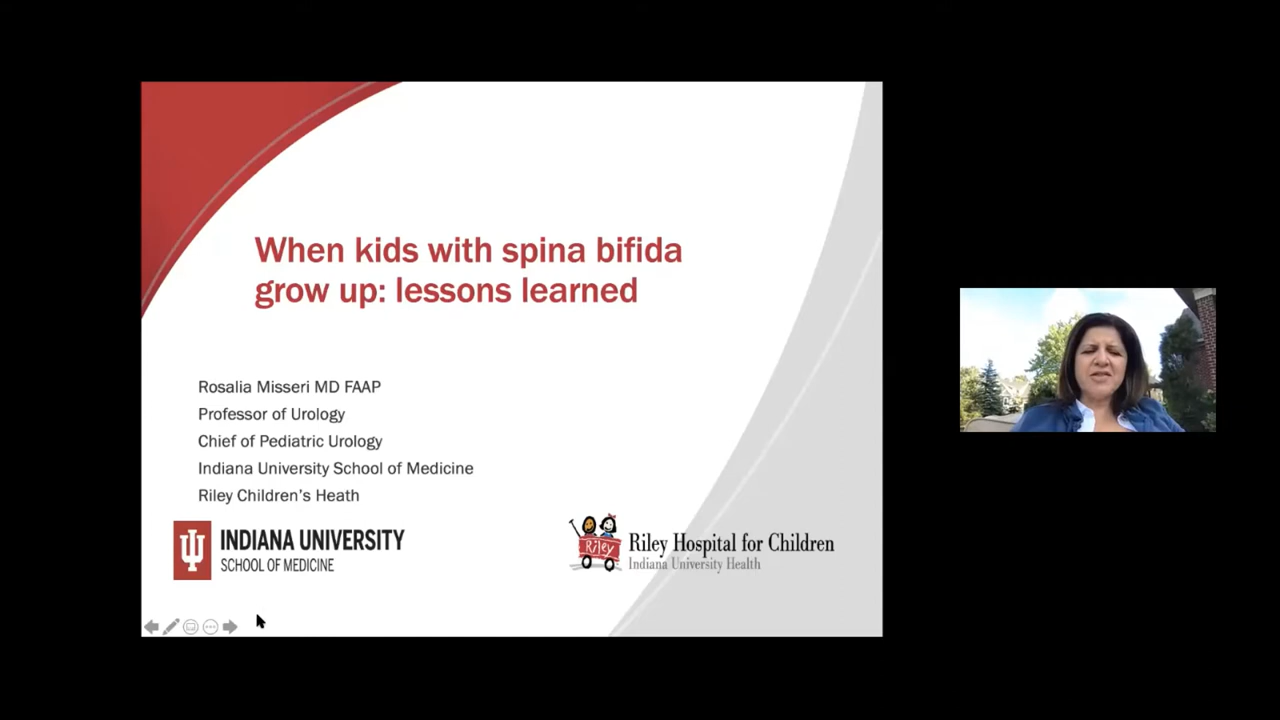 When kids with spina bifida
grow up: lessons learned
Rosalia Misseri MD FAAP
Professor of Urology
Chief of Pediatric Urology
Indiana University School of Medicine
Riley Children's Heath
INDIANA UNIVERSITY
SCHOOL OF MEDICINE
Riley
Riley Hospital for Children
Indiana University Health